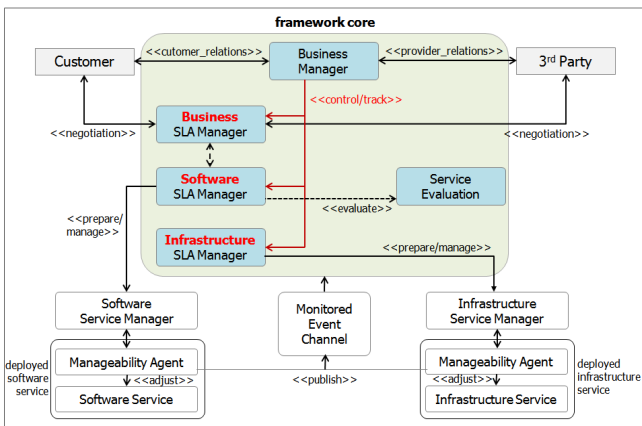 framework core
Customer
<<cutomer_relations>>
Business
Manager
<<provider_relations>>
3rd Party
<<control/track>>
<<negotiation>>
Business
SLA Manager
<<negotiation>>
Software
SLA Manager
Service
Evaluation
<<evaluate>>
<<prepare/
manage>>
Infrastructure
SLA Manager
<<prepare/manage>>
Software
Service Manager
Monitored
Event
Channel
Infrastructure
Service Manager
deployed
software
service
Manageability Agent
<<adjust>>
Software Service
<<publish>>
Manageability Agent
<<adjust>>
Infrastructure Service
deployed
infrastructure
service